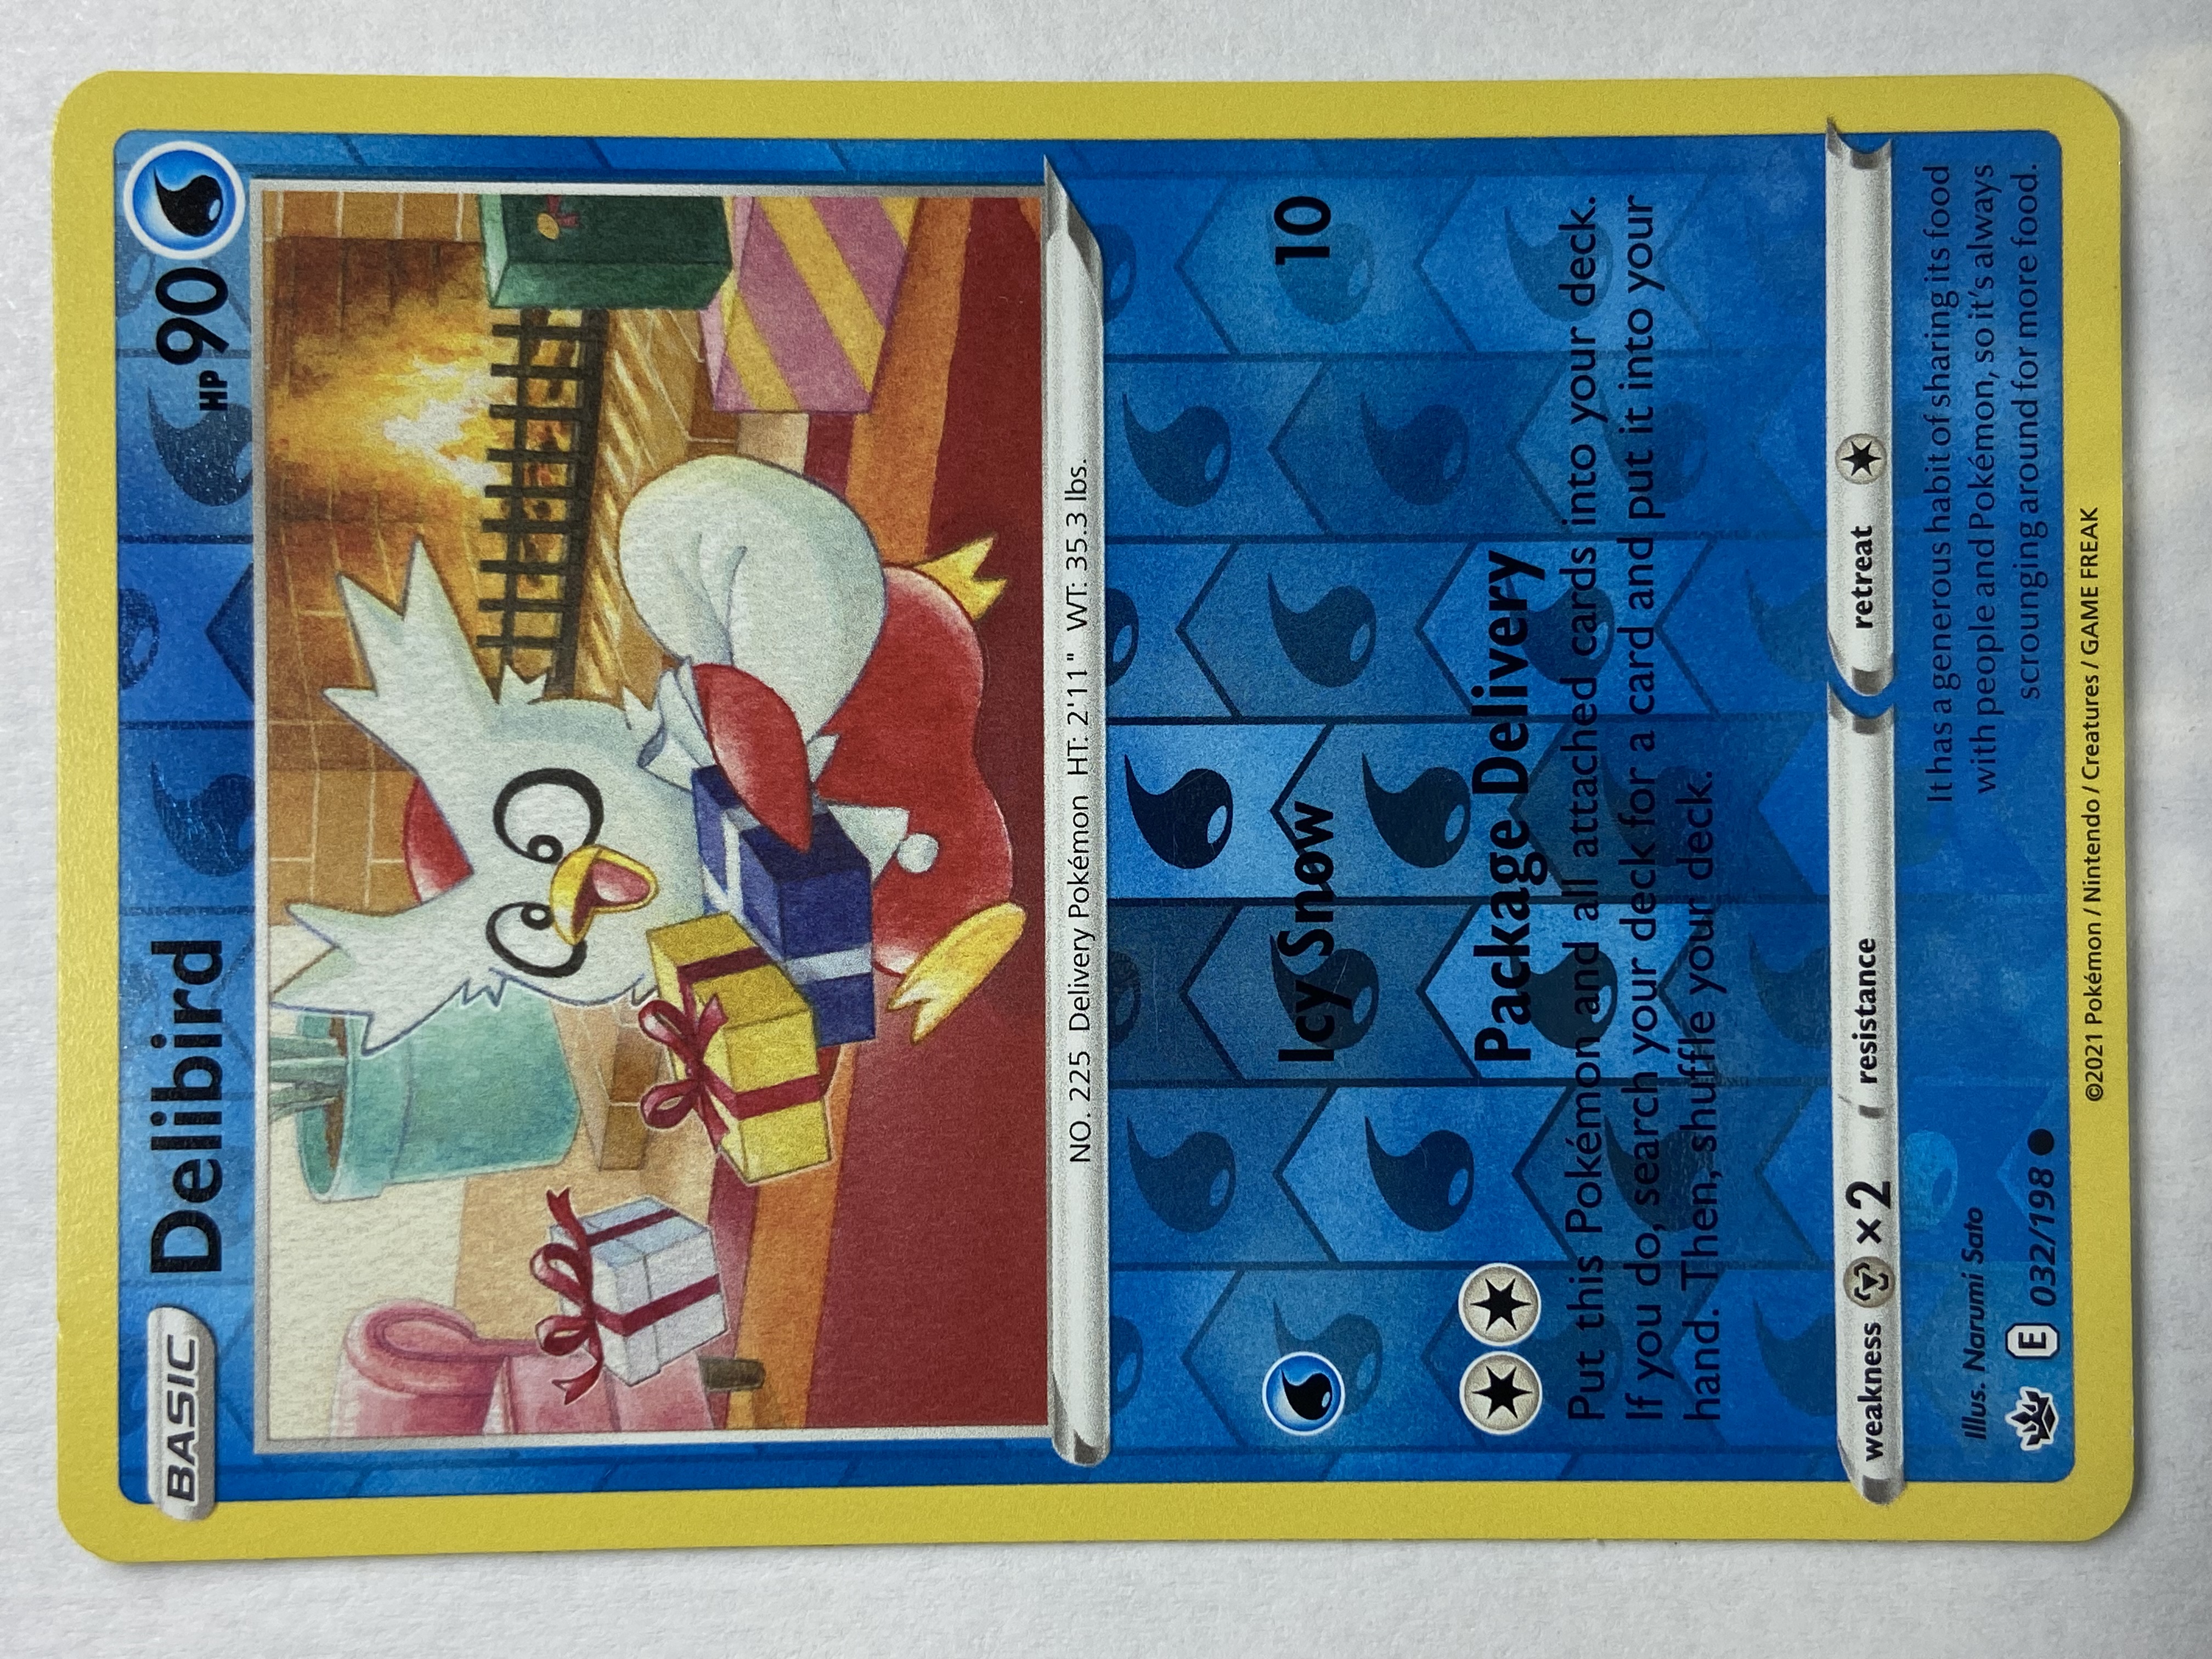 BASIC Delibird HP 90
NO. 225 Delivery Pokémon HT: 2'11" WT: 35.3 lbs.
Icy Snow 10
Package Delivery
Put this Pokémon and all attached cards into your deck.
If you do, search your deck for a card and put it into your
hand. Then, shuffle your deck.
weakness ×2 resistance retreat
It has a generous habit of sharing its food
with people and Pokémon, so it's always
scrounging around for more food.
Illus. Narumi Sato
E 032/198
©2021 Pokémon / Nintendo / Creatures / GAME FREAK